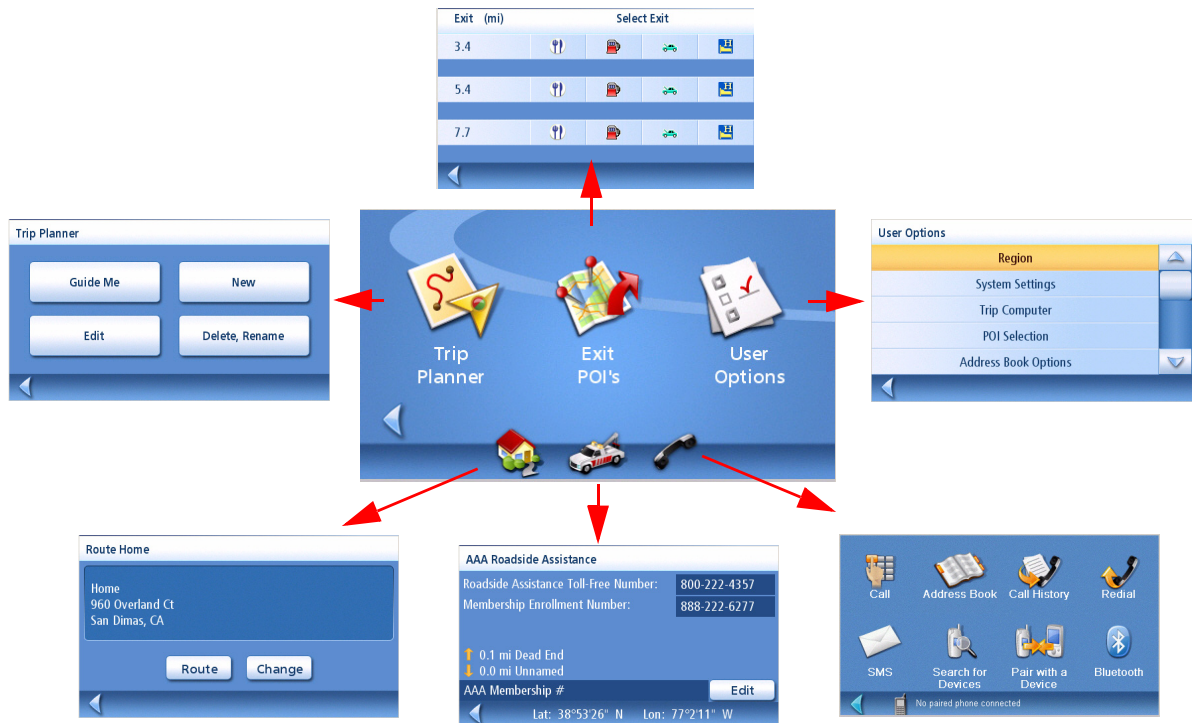 Exit (mi) Select Exit
3.4
5.4
7.7
Trip Planner
Guide Me New
Edit Delete, Rename
Trip
Planner
Exit
POI's
User
Options
User Options
Region
System Settings
Trip Computer
POI Selection
Address Book Options
Route Home
Home
960 Overland Ct
San Dimas, CA
Route Change
AAA Roadside Assistance
Roadside Assistance Toll-Free Number: 800-222-4357
Membership Enrollment Number: 888-222-6277
0.1 mi Dead End
0.0 mi Unnamed
AAA Membership # Edit
Lat: 38°53'26" N Lon: 77°2'11" W
Call Address Book Call History Redial
SMS
Search for
Devices
Pair with a
Device
Bluetooth
No paired phone connected